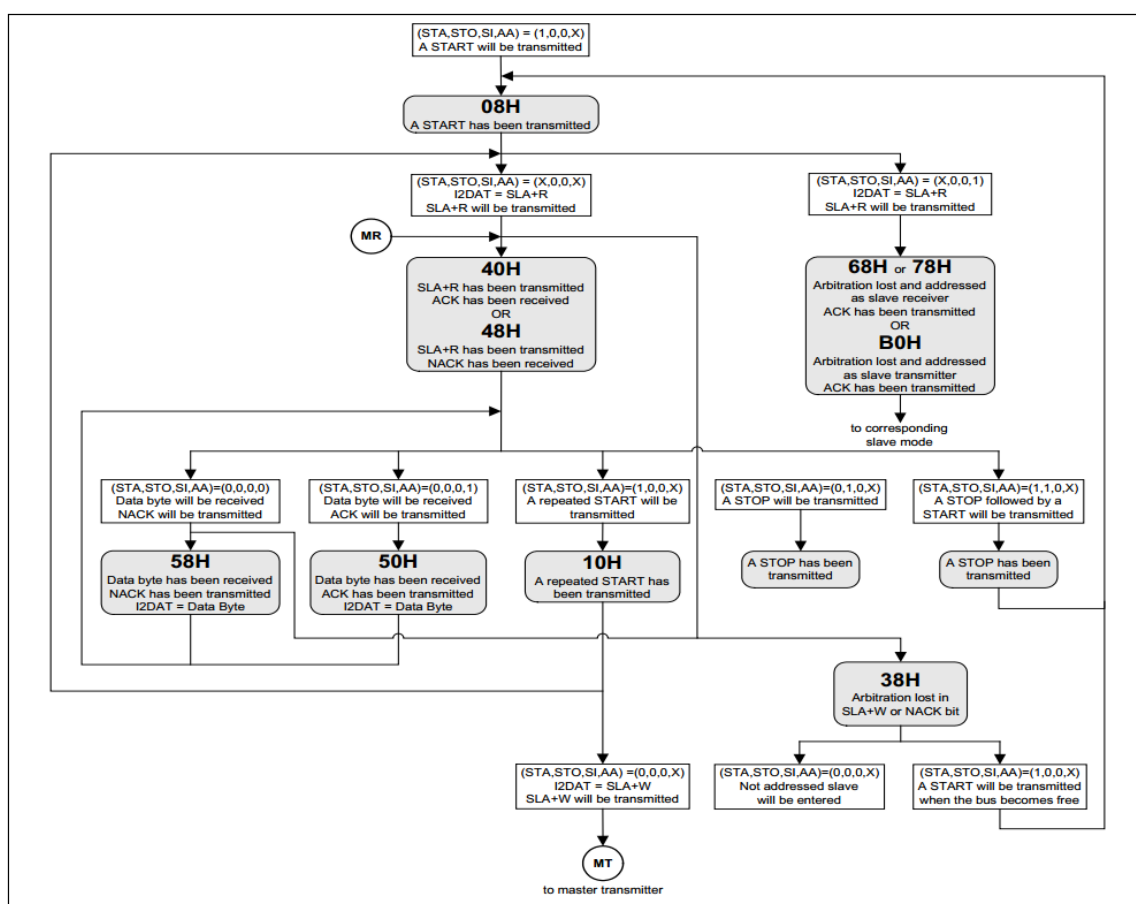 (STA,STO,SI,AA) = (1,0,0,X)
A START will be transmitted
08H
A START has been transmitted
(STA,STO,SI,AA) = (X,0,0,X)
I2DAT = SLA+R
SLA+R will be transmitted
(STA,STO,SI,AA) = (X,0,0,1)
I2DAT = SLA+R
SLA+R will be transmitted
MR
40H
SLA+R has been transmitted
ACK has been received
OR
48H
SLA+R has been transmitted
NACK has been received
68H or 78H
Arbitration lost and addressed
as slave receiver
ACK has been transmitted
OR
B0H
Arbitration lost and addressed
as slave transmitter
ACK has been transmitted
to corresponding
slave mode
(STA,STO,SI,AA)=(0,0,0,0)
Data byte will be received
NACK will be transmitted
(STA,STO,SI,AA)=(0,0,0,1)
Data byte will be received
ACK will be transmitted
(STA,STO,SI,AA)=(1,0,0,X)
A repeated START will be
transmitted
(STA,STO,SI,AA)=(0,1,0,X)
A STOP will be transmitted
(STA,STO,SI,AA)=(1,1,0,X)
A STOP followed by a
START will be transmitted
58H
Data byte has been received
NACK has been transmitted
I2DAT = Data Byte
50H
Data byte has been received
ACK has been transmitted
I2DAT = Data Byte
10H
A repeated START has
been transmitted
A STOP has been
transmitted
A STOP has been
transmitted
38H
Arbitration lost in
SLA+W or NACK bit
(STA,STO,SI,AA) =(0,0,0,X)
I2DAT = SLA+W
SLA+W will be transmitted
(STA,STO,SI,AA)=(0,0,0,X)
Not addressed slave
will be entered
(STA,STO,SI,AA)=(1,0,0,X)
A START will be transmitted
when the bus becomes free
MT
to master transmitter